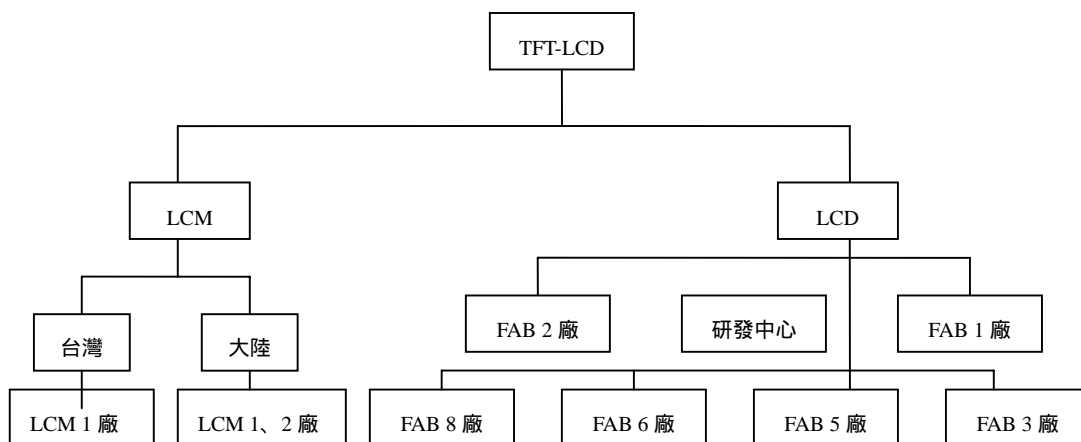 TFT-LCD
LCM
LCD
FAB 2 廠
研發中心
FAB 1 廠
台灣
大陸
LCM 1 廠
LCM 1、2 廠
FAB 8 廠
FAB 6 廠
FAB 5 廠
FAB 3 廠